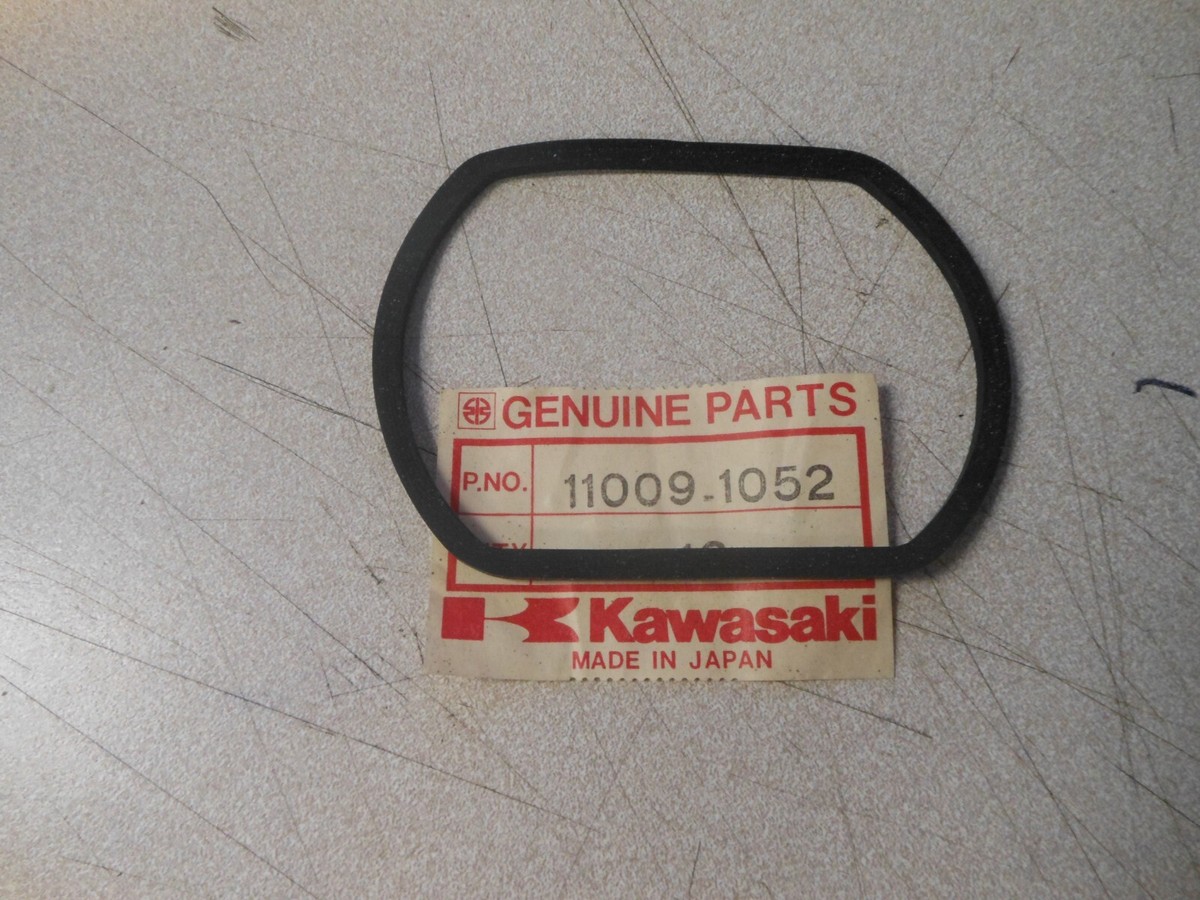 GENUINE PARTS
P.NO. 11009-1052
Kawasaki
MADE IN JAPAN